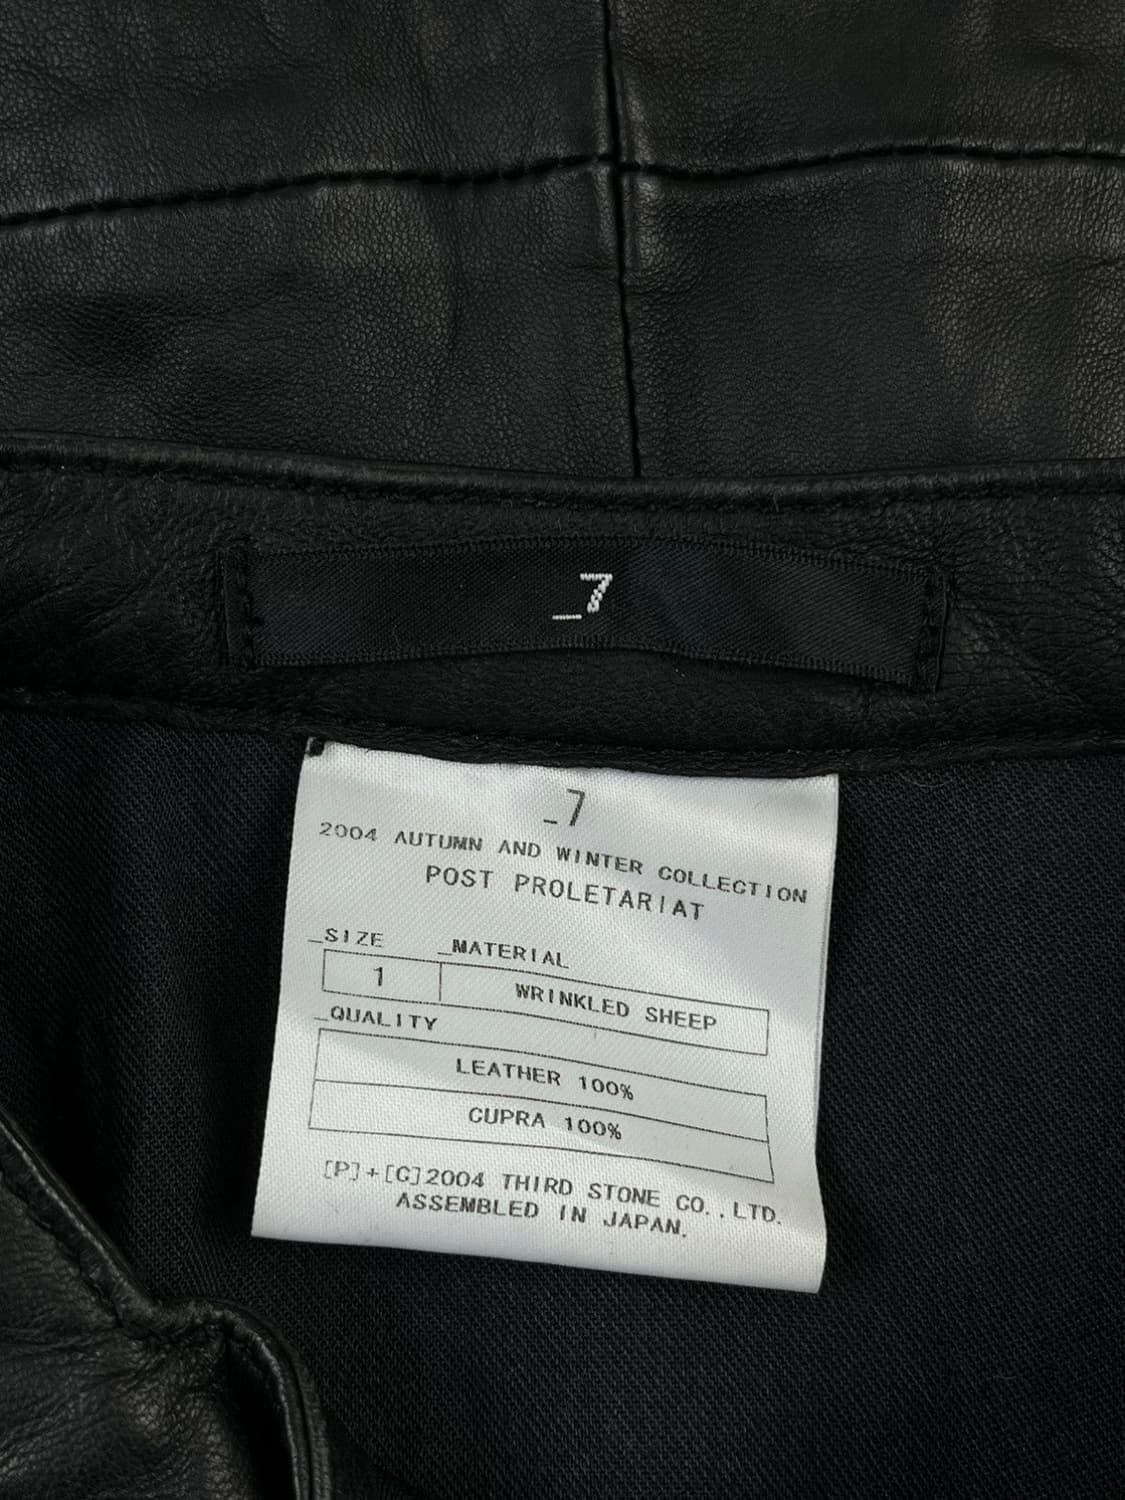 _7
_7
2004 AUTUMN AND WINTER COLLECTION
POST PROLETARIAT
_SIZE _MATERIAL
1 WRINKLED SHEEP
_QUALITY
LEATHER 100%
CUPRA 100%
[P]+[C]2004 THIRD STONE CO.,LTD.
ASSEMBLED IN JAPAN.